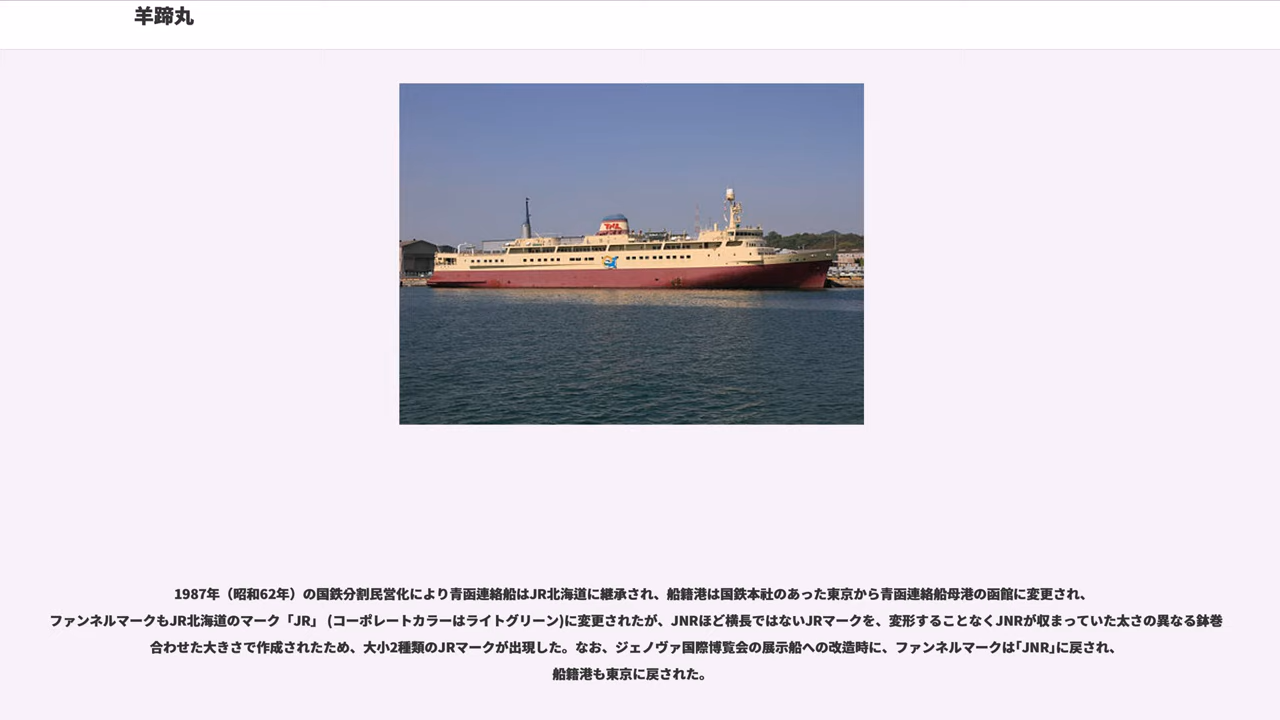 羊蹄丸
1987年（昭和62年）の国鉄分割民営化により青函連絡船はJR北海道に継承され、船籍港は国鉄本社のあった東京から青函連絡船母港の函館に変更され、
ファンネルマークもJR北海道のマーク「JR」 (コーポレートカラーはライトグリーン)に変更されたが、JNRほど横長ではないJRマークを、変形することなくJNRが収まっていた太さの異なる鉢巻
合わせた大きさで作成されたため、大小2種類のJRマークが出現した。なお、ジェノヴァ国際博覧会の展示船への改造時に、ファンネルマークは｢JNR｣に戻され、
船籍港も東京に戻された。